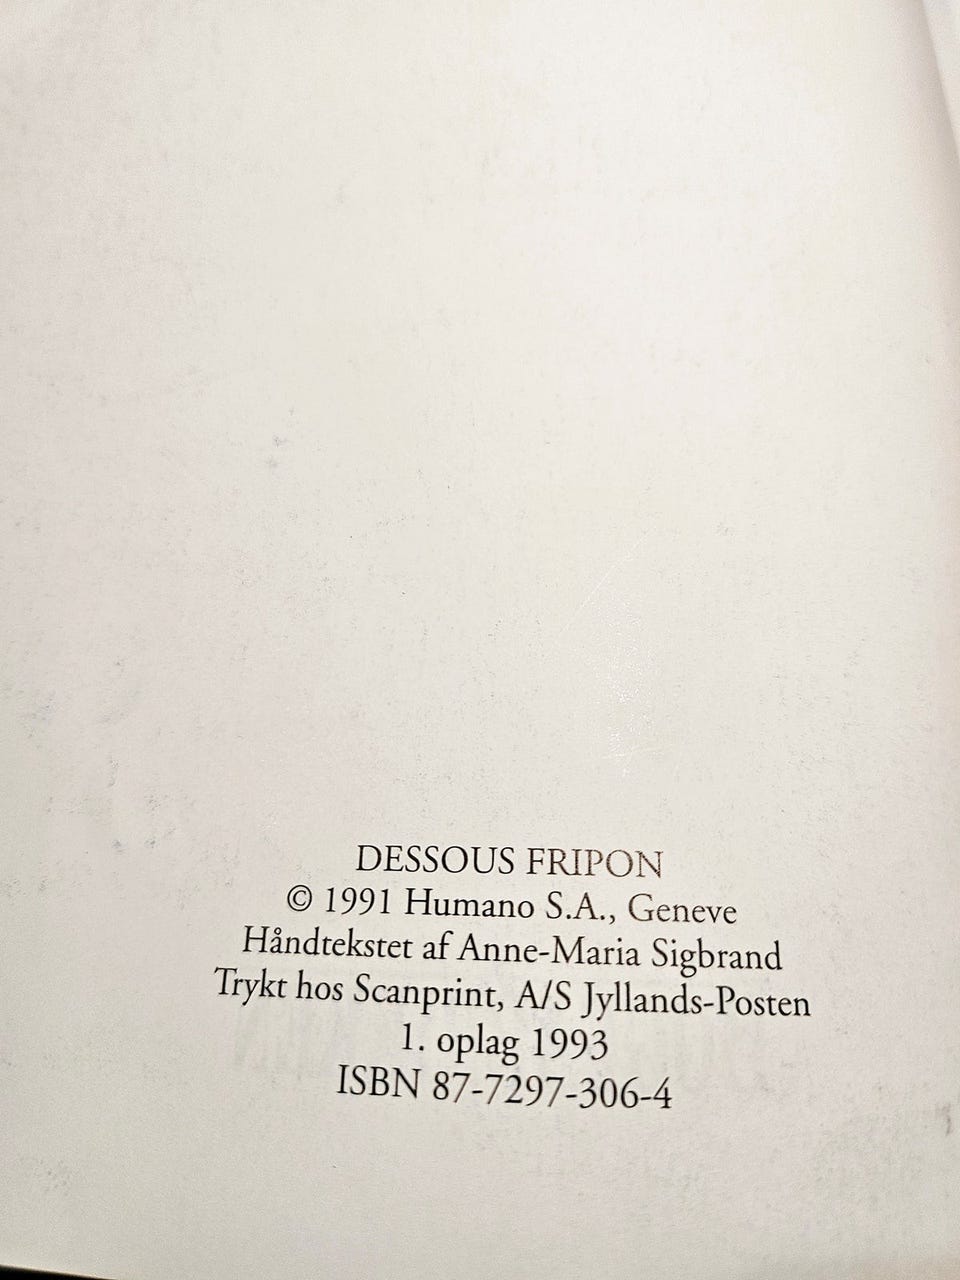 DESSOUS FRIPON
© 1991 Humano S.A., Geneve
Håndtekstet af Anne-Maria Sigbrand
Trykt hos Scanprint, A/S Jyllands-Posten
1. oplag 1993
ISBN 87-7297-306-4